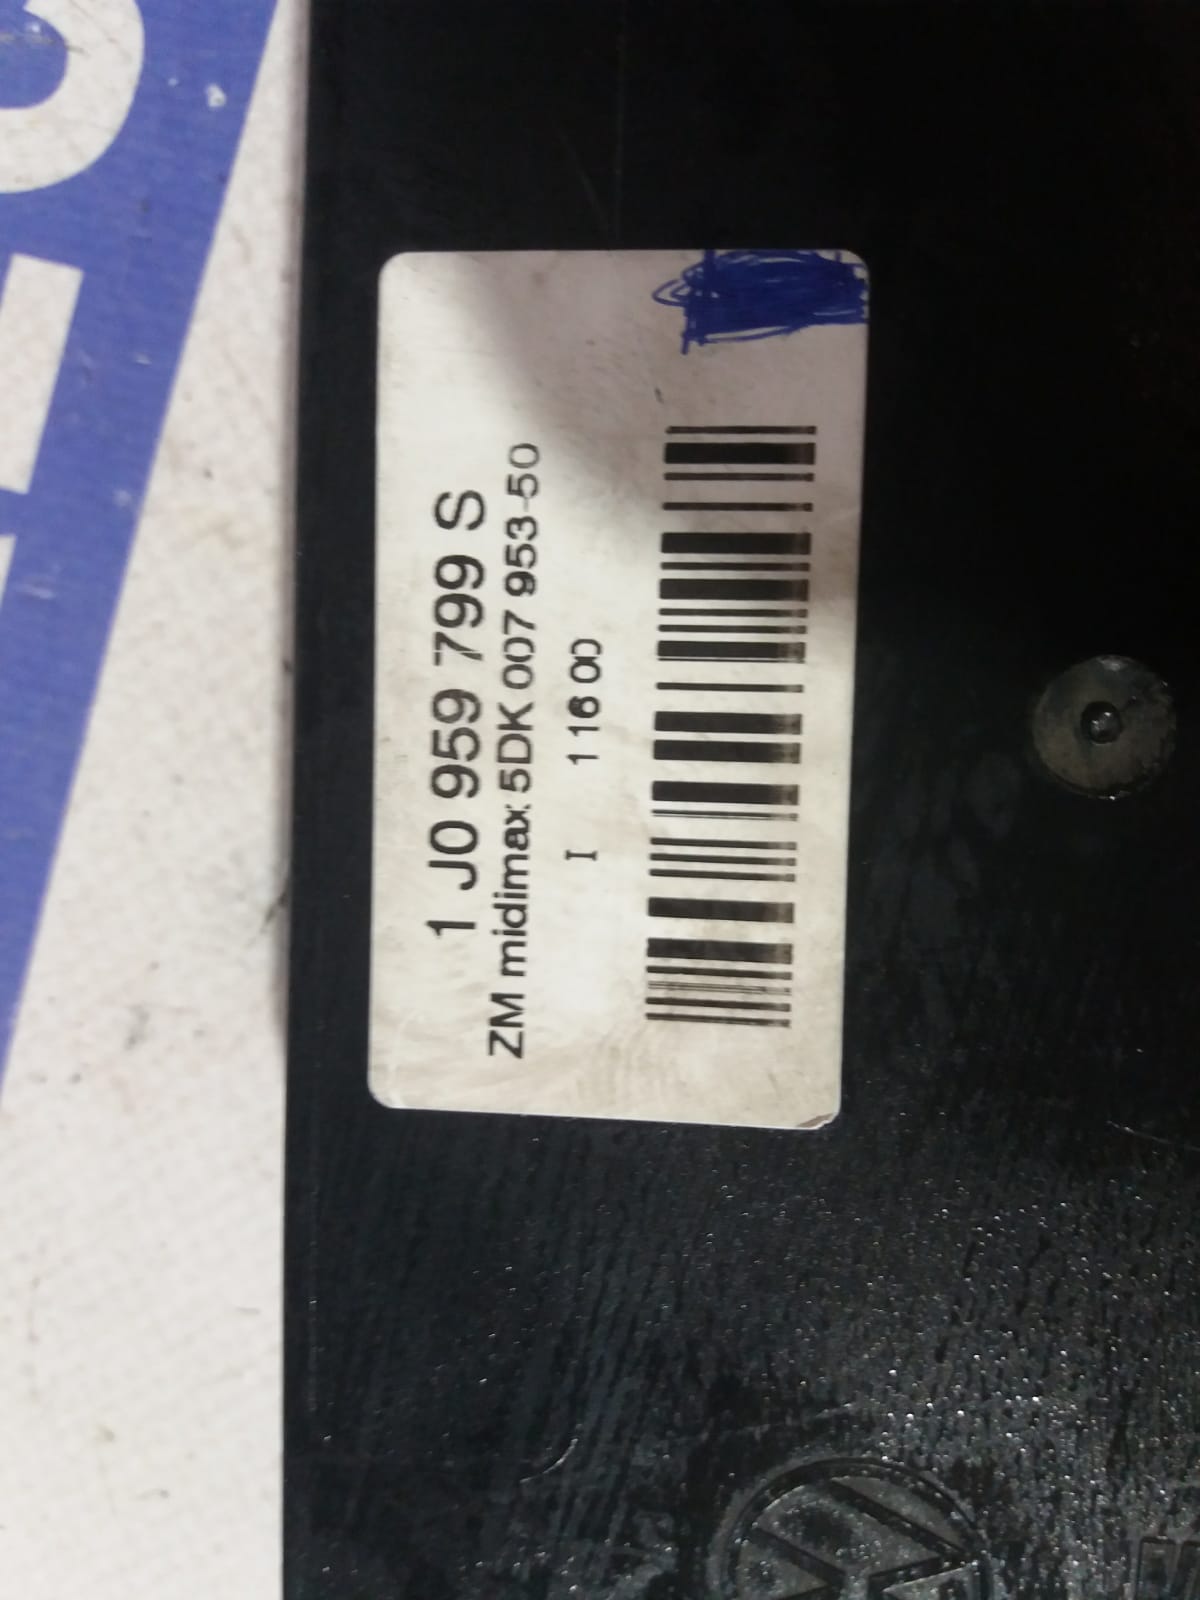 1 J0 959 799 S
ZM midimax 5DK 007 953-50
I 116 00